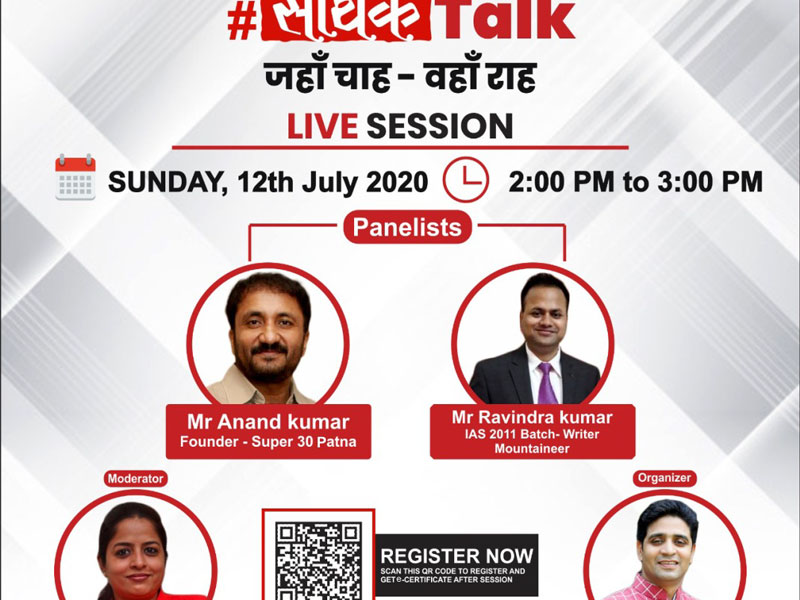 #सार्थक Talk
जहाँ चाह - वहाँ राह
LIVE SESSION
SUNDAY, 12th July 2020
2:00 PM to 3:00 PM
Panelists
Mr Anand kumar
Founder - Super 30 Patna
Mr Ravindra kumar
IAS 2011 Batch- Writer
Mountaineer
Moderator
Organizer
REGISTER NOW
SCAN THIS QR CODE TO REGISTER AND
GET e-CERTIFICATE AFTER SESSION